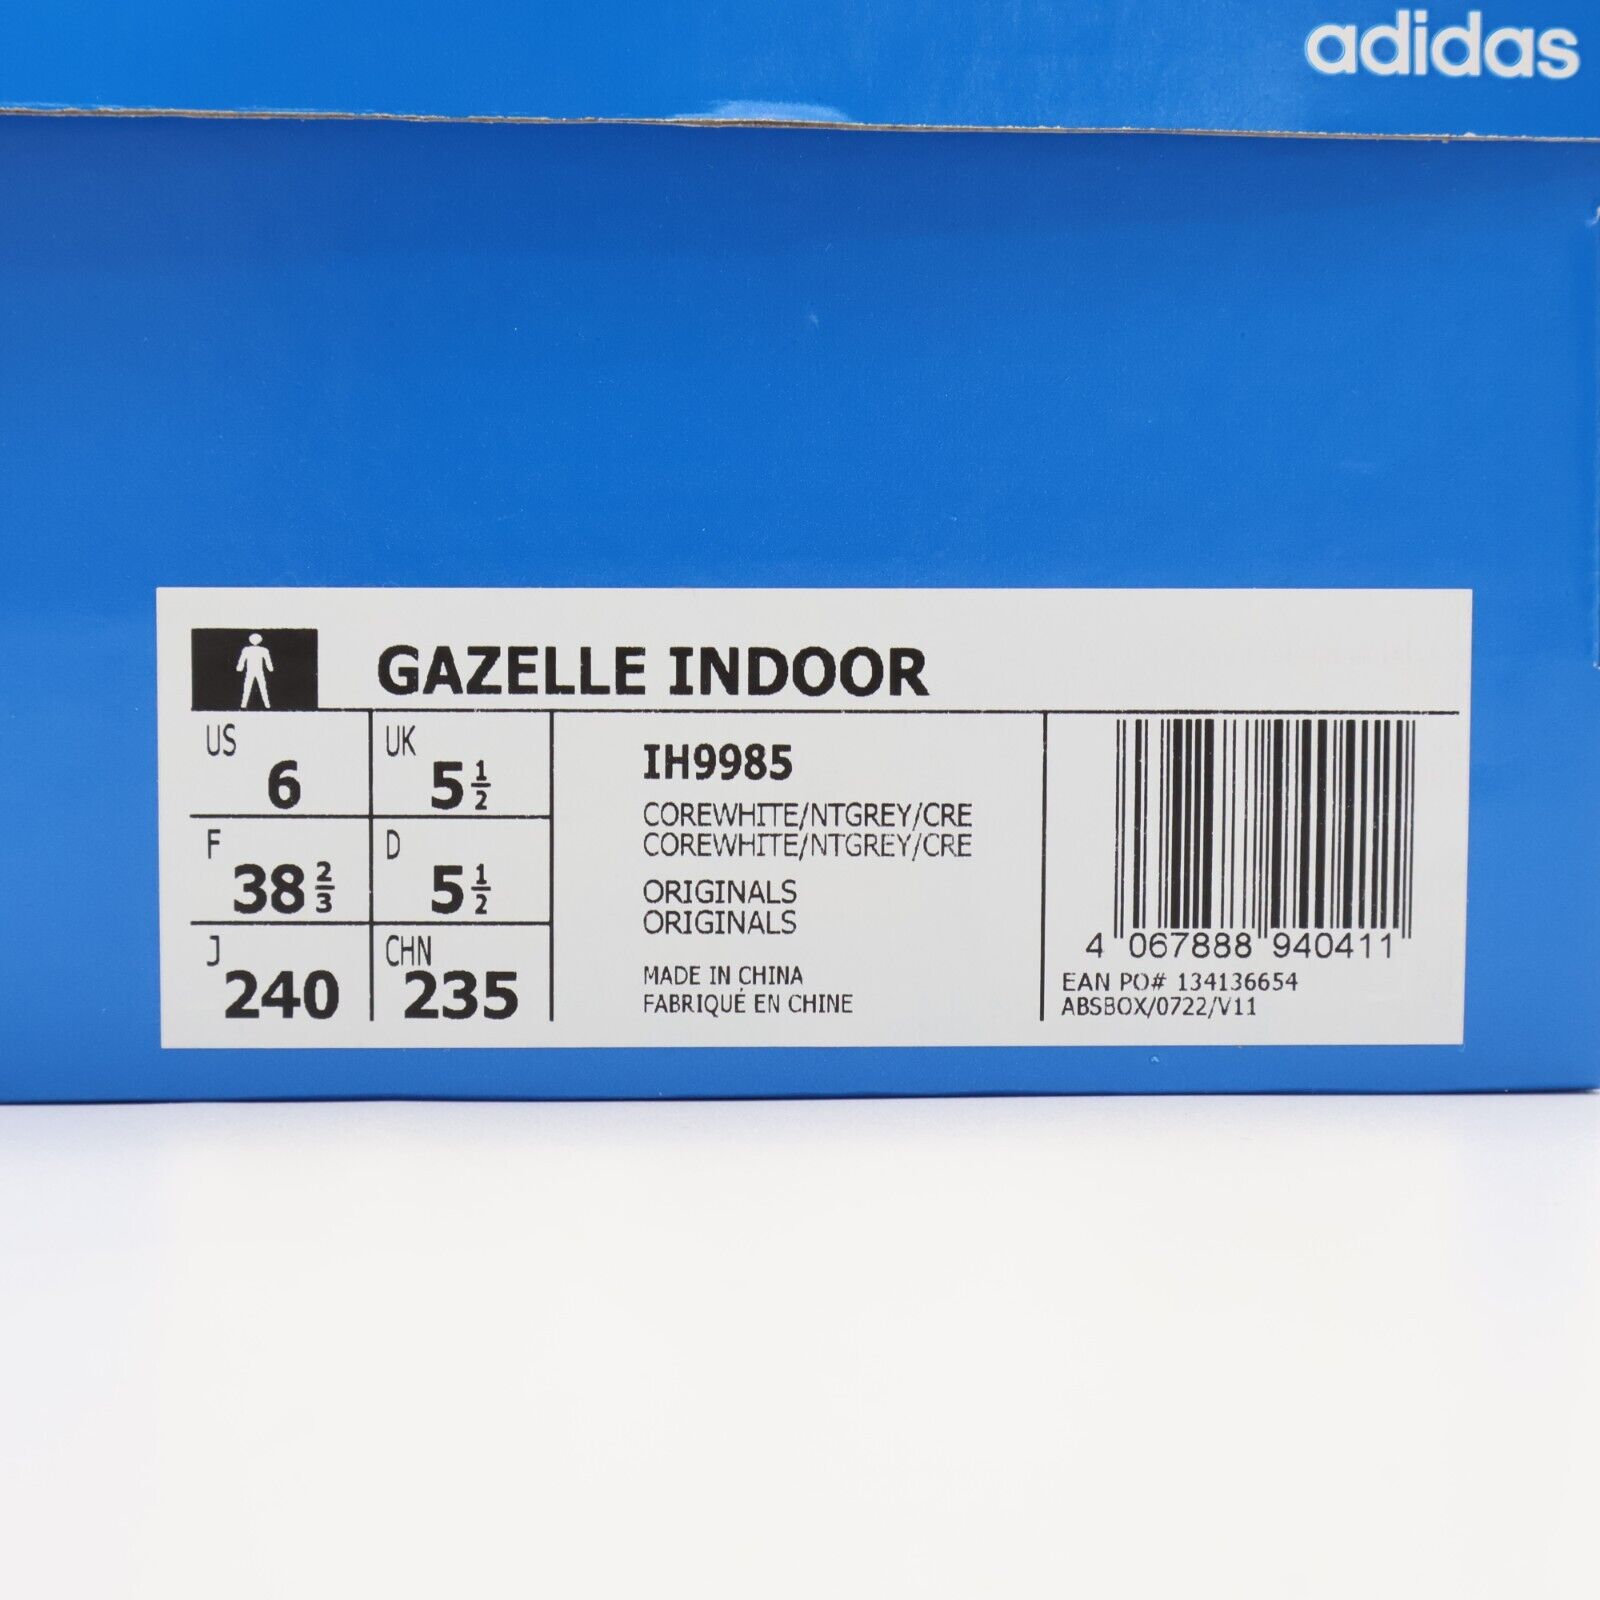 adidas
GAZELLE INDOOR
US 6
UK 5 1/2
F 38 2/3
D 5 1/2
J 240
CHN 235
IH9985
COREWHITE/NTGREY/CRE
COREWHITE/NTGREY/CRE
ORIGINALS
ORIGINALS
MADE IN CHINA
FABRIQUÉ EN CHINE
4 067888 940411
EAN PO# 134136654
ABSBOX/0722/V11